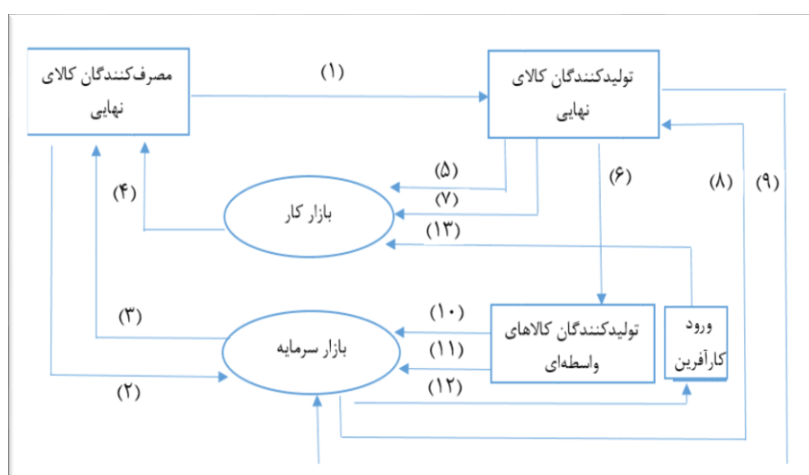 مصرف‌کنندگان کالای
نهایی
(۱)
تولیدکنندگان کالای
نهایی
(۴)
بازار کار
(۵)
(۷)
(۱۳)
(۶)
(۸)
(۹)
(۳)
بازار سرمایه
(۱۰)
(۱۱)
(۱۲)
تولیدکنندگان کالاهای
واسطه‌ای
ورود
کارآفرین
(۲)